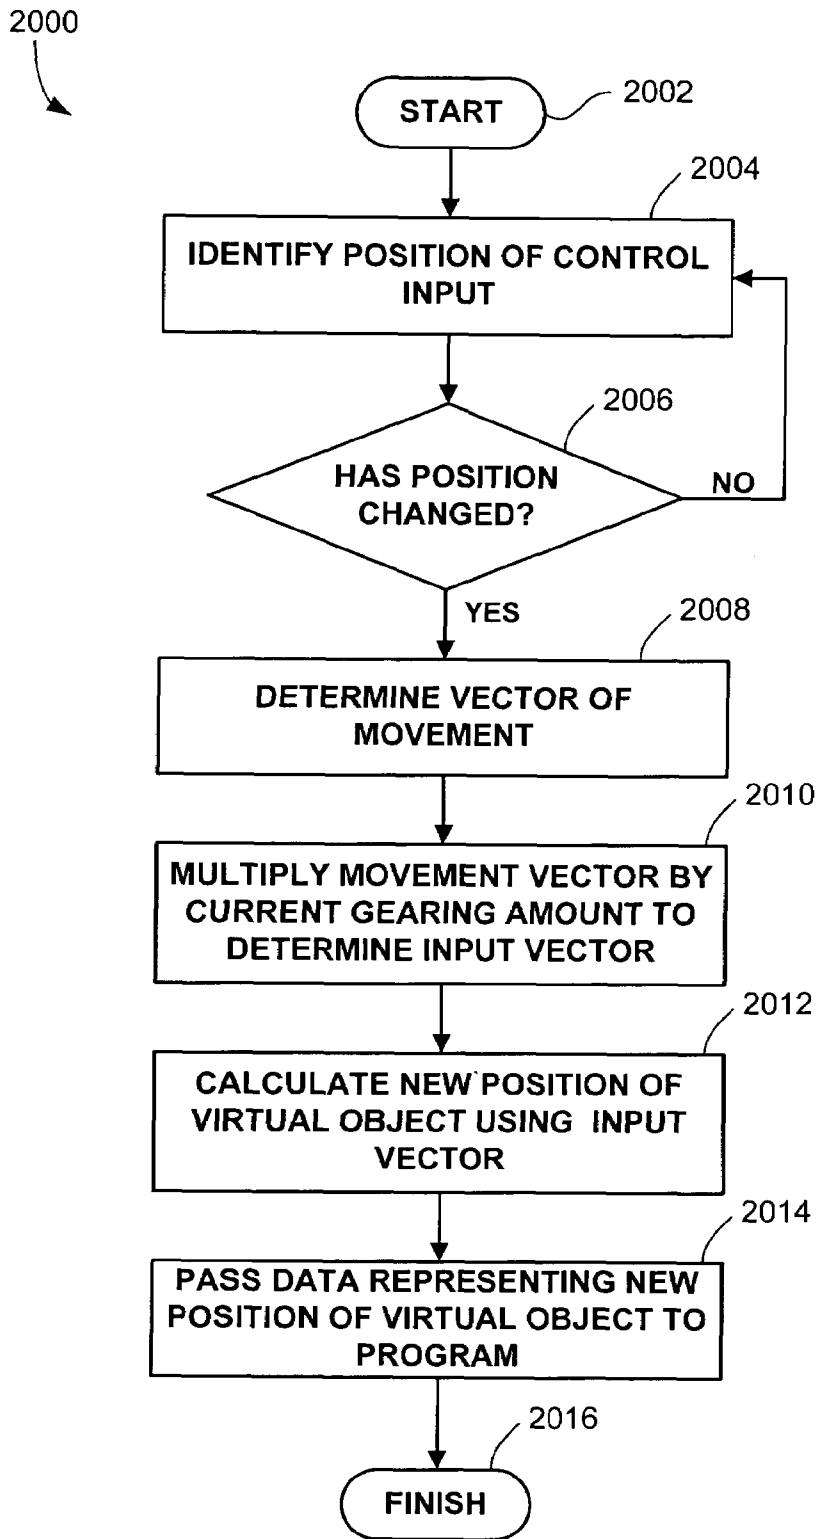 2000
START
2002
2004
IDENTIFY POSITION OF CONTROL
INPUT
2006
HAS POSITION
CHANGED?
NO
YES
2008
DETERMINE VECTOR OF
MOVEMENT
2010
MULTIPLY MOVEMENT VECTOR BY
CURRENT GEARING AMOUNT TO
DETERMINE INPUT VECTOR
2012
CALCULATE NEW POSITION OF
VIRTUAL OBJECT USING INPUT
VECTOR
2014
PASS DATA REPRESENTING NEW
POSITION OF VIRTUAL OBJECT TO
PROGRAM
2016
FINISH